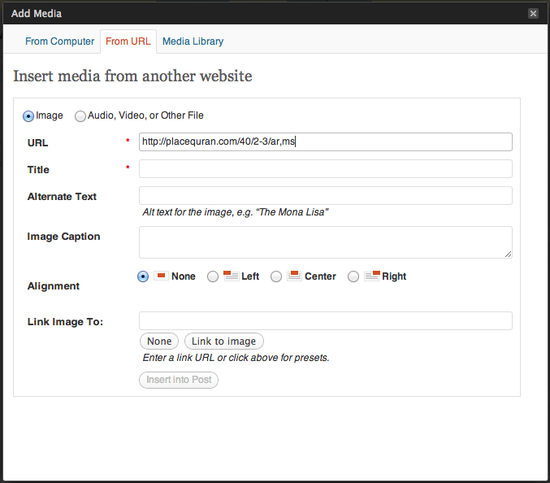 Add Media
From Computer From URL Media Library
Insert media from another website
Image Audio, Video, or Other File
URL * http://placequran.com/40/2-3/ar,ms
Title *
Alternate Text
Alt text for the image, e.g. "The Mona Lisa"
Image Caption
Alignment None Left Center Right
Link Image To:
None Link to image
Enter a link URL or click above for presets.
Insert into Post